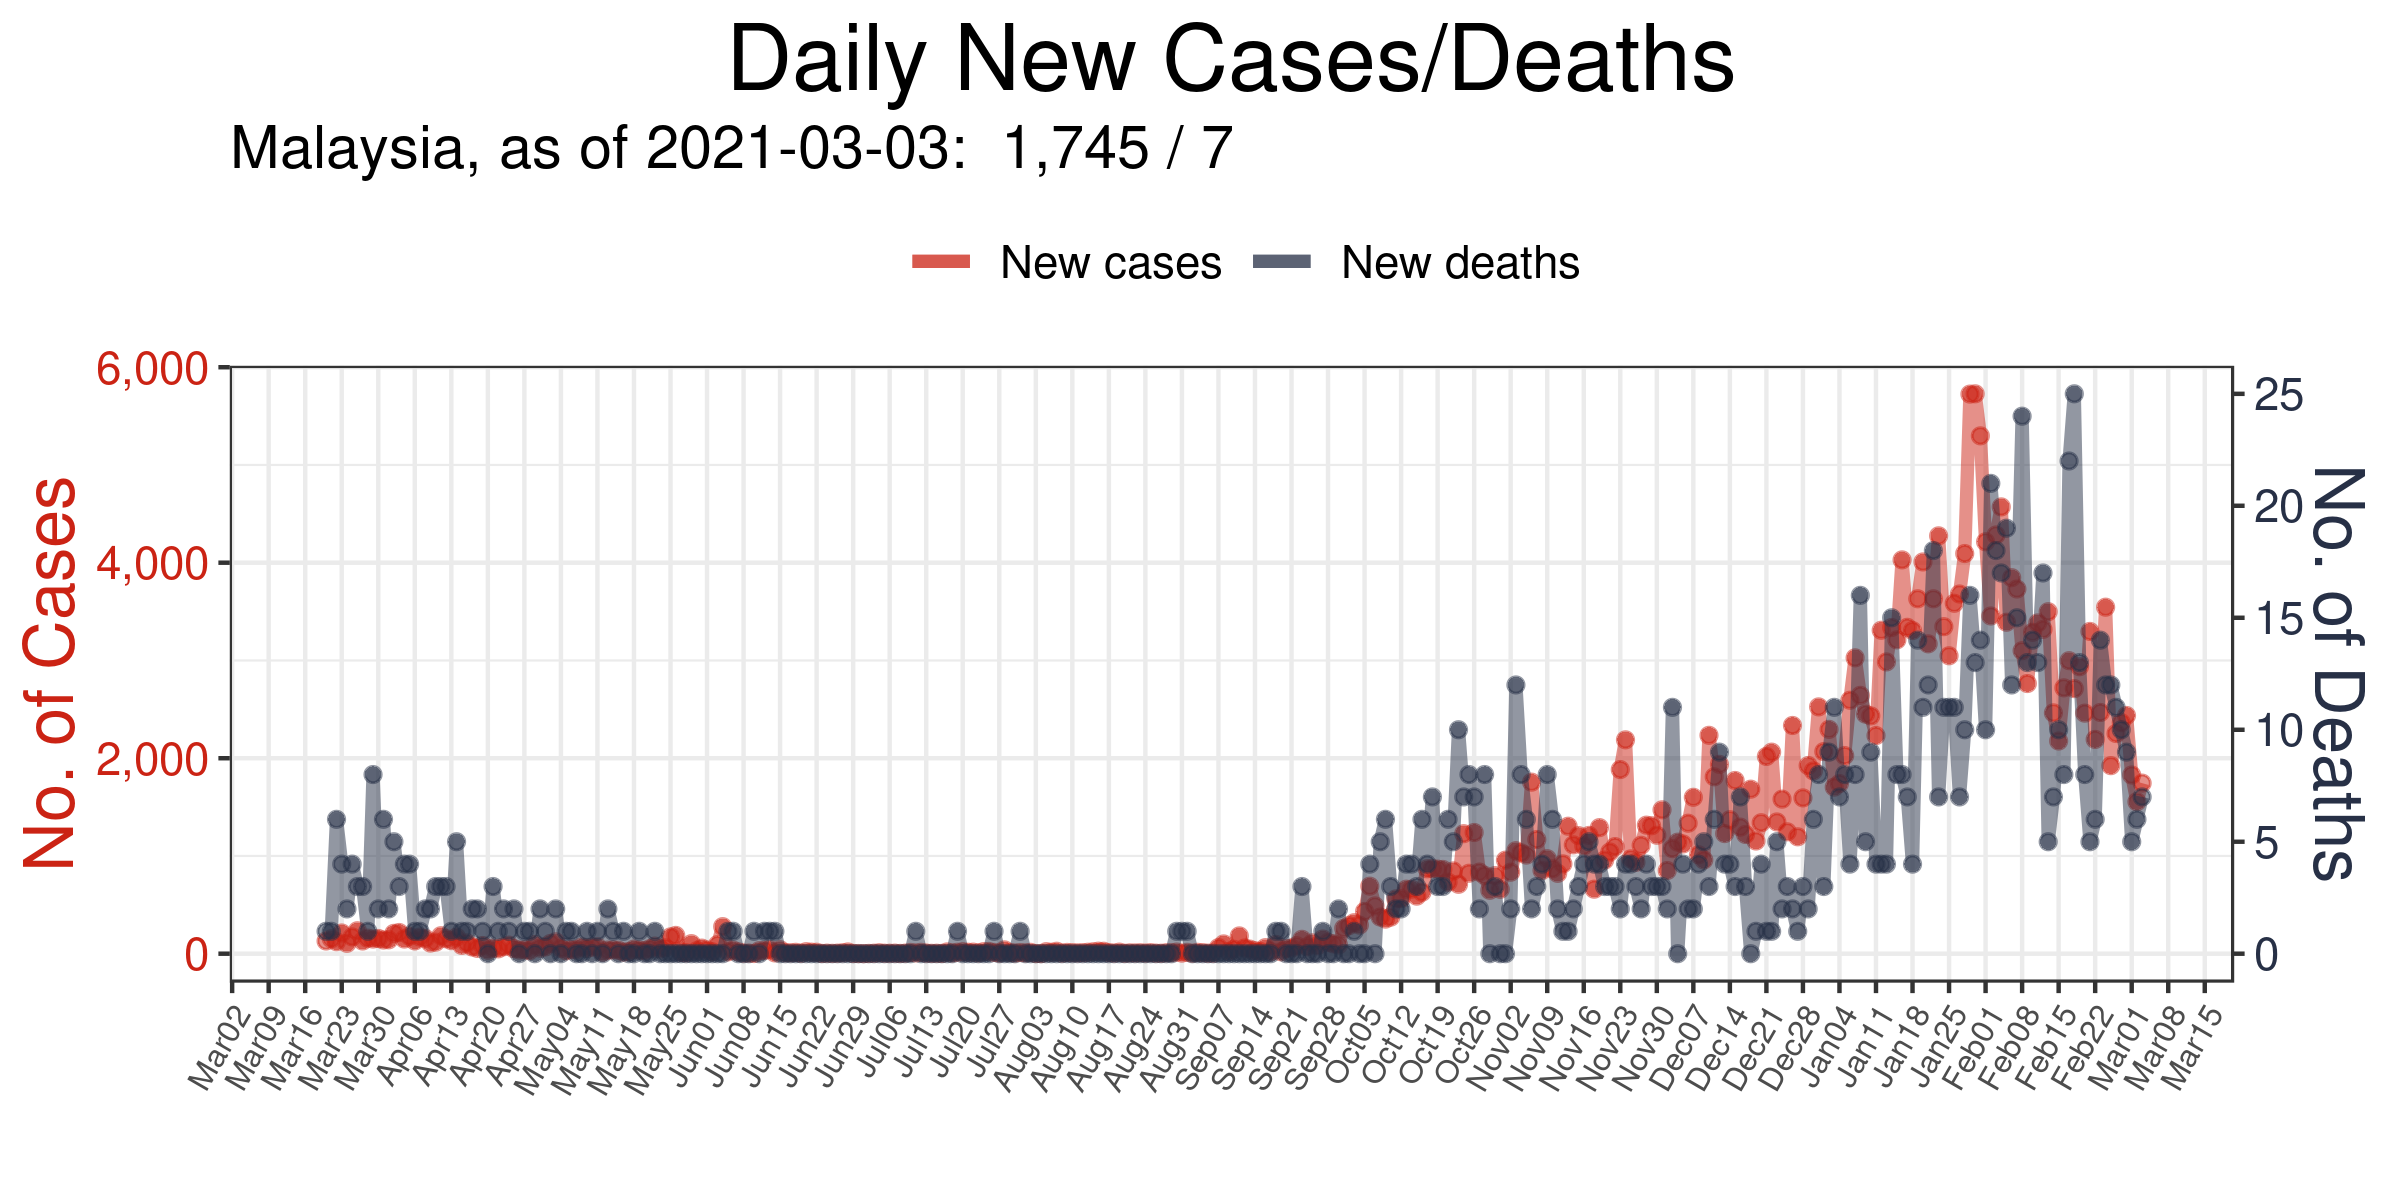 Daily New Cases/Deaths
Malaysia, as of 2021-03-03:  1,745 / 7
New cases
New deaths
No. of Cases
6,000
4,000
2,000
0
25
20
15
10
5
0
No. of Deaths
Mar02
Mar09
Mar16
Mar23
Mar30
Apr06
Apr13
Apr20
Apr27
May04
May11
May18
May25
Jun01
Jun08
Jun15
Jun22
Jun29
Jul06
Jul13
Jul20
Jul27
Aug03
Aug10
Aug17
Aug24
Aug31
Sep07
Sep14
Sep21
Sep28
Oct05
Oct12
Oct19
Oct26
Nov02
Nov09
Nov16
Nov23
Nov30
Dec07
Dec14
Dec21
Dec28
Jan04
Jan11
Jan18
Jan25
Feb01
Feb08
Feb15
Feb22
Mar01
Mar08
Mar15